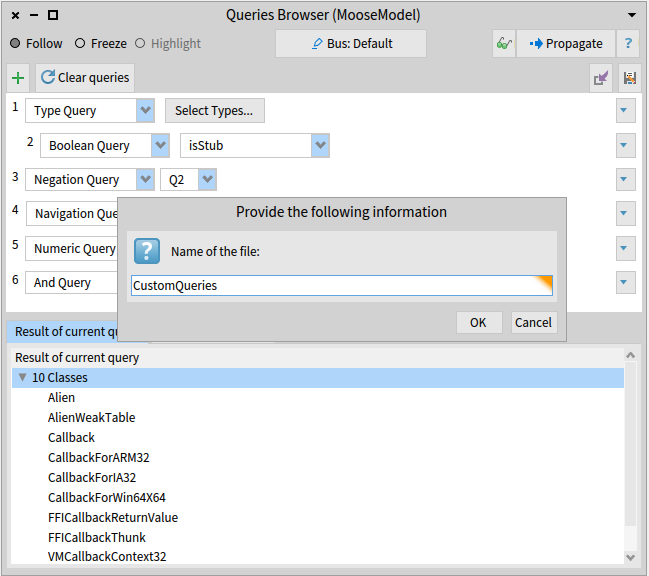 Queries Browser (MooseModel)
Follow Freeze Highlight Bus: Default Propagate ?
Clear queries
1 Type Query Select Types...
2 Boolean Query isStub
3 Negation Query Q2
4 Navigation Que
5 Numeric Query
6 And Query
Provide the following information
? Name of the file:
CustomQueries
OK Cancel
Result of current qu
Result of current query
10 Classes
Alien
AlienWeakTable
Callback
CallbackForARM32
CallbackForIA32
CallbackForWin64X64
FFICallbackReturnValue
FFICallbackThunk
VMCallbackContext32